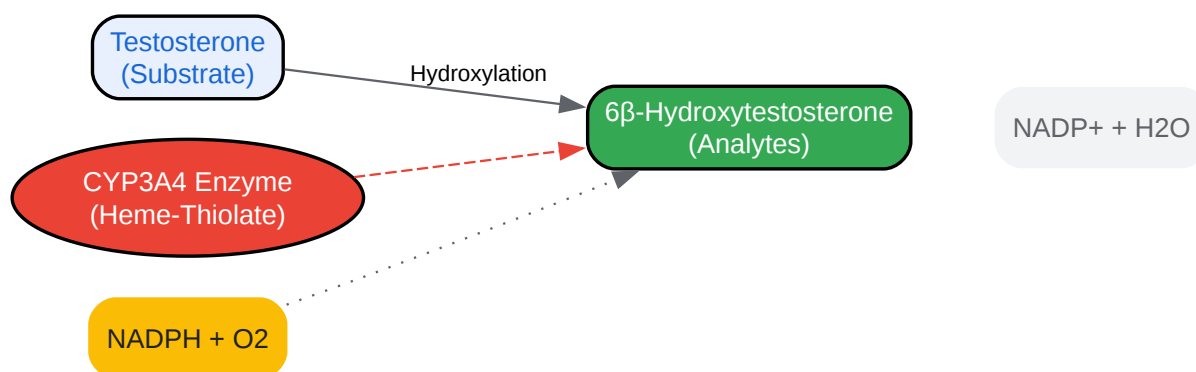 Testosterone
(Substrate)
Hydroxylation
6β-Hydroxytestosterone
(Analytes)
NADP+ + H2O
CYP3A4 Enzyme
(Heme-Thiolate)
NADPH + O2